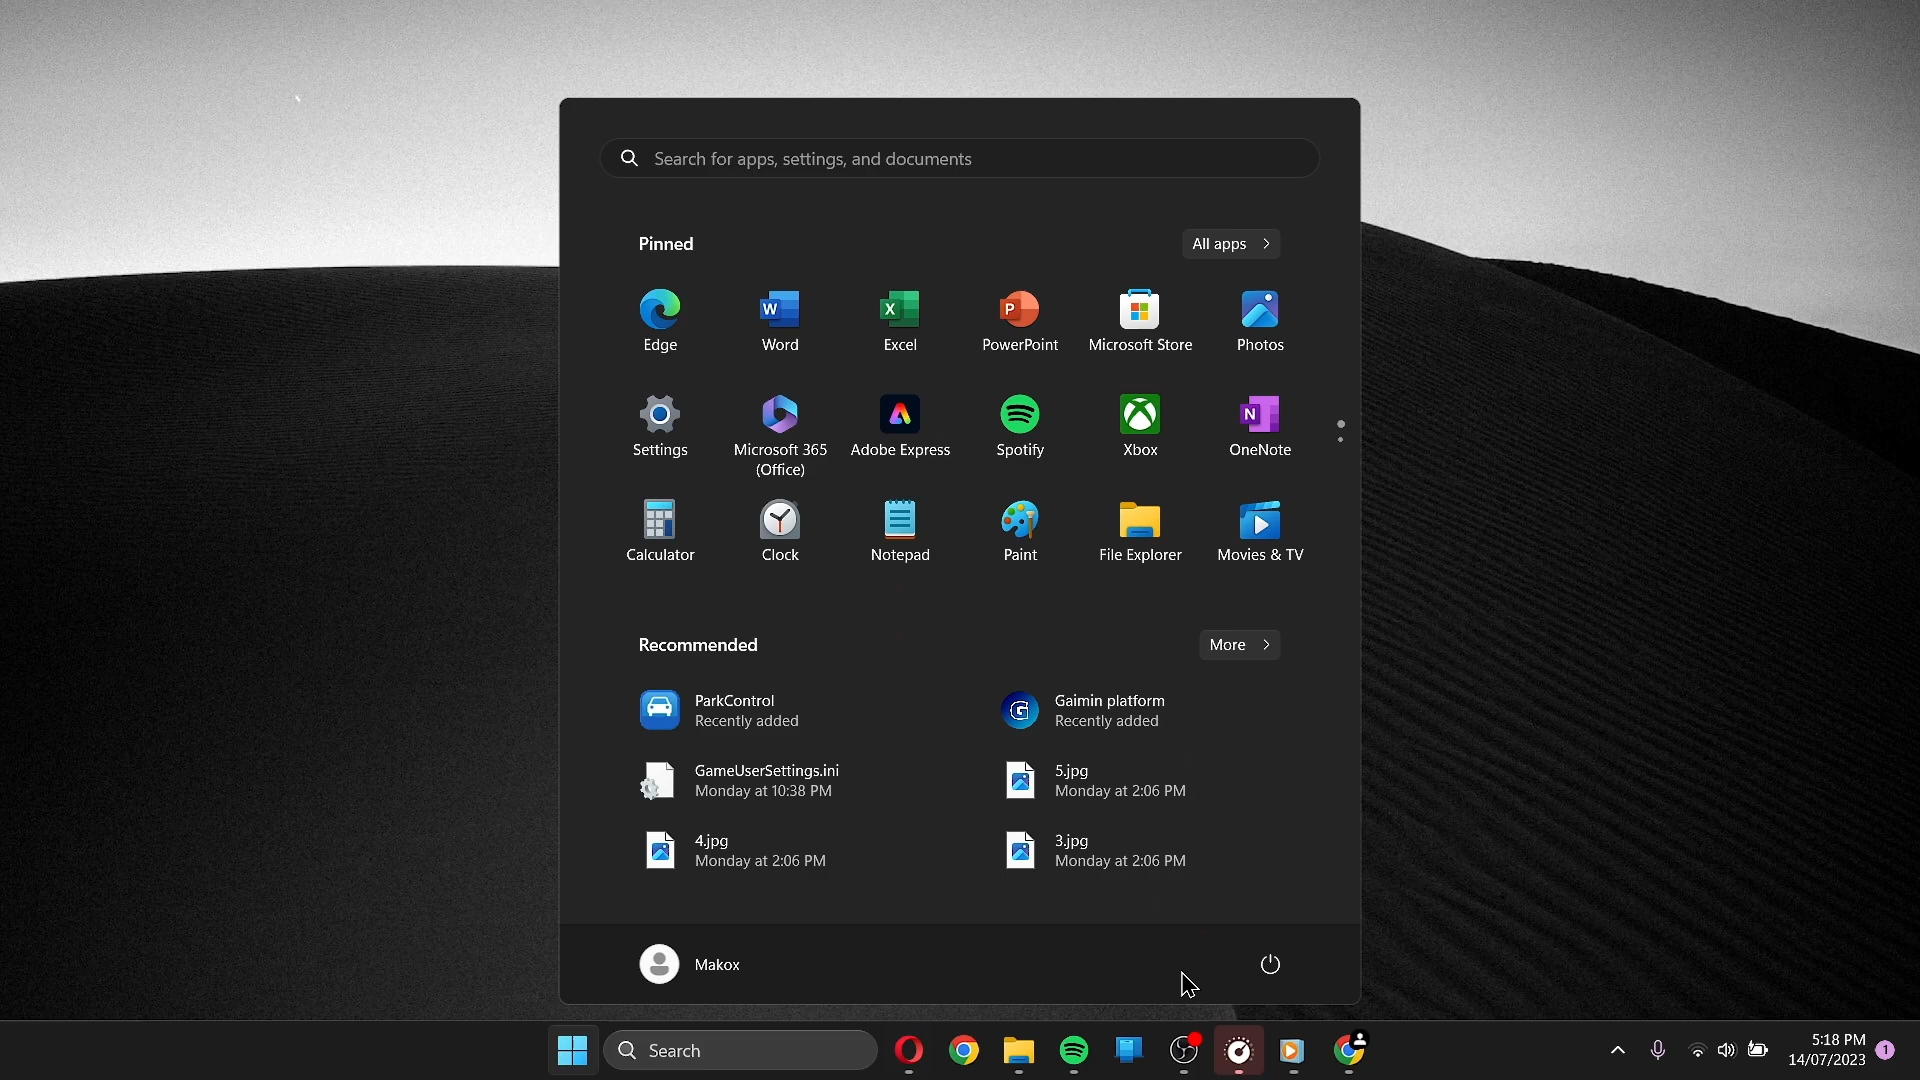 Search for apps, settings, and documents
Pinned
All apps
Edge
Word
Excel
PowerPoint
Microsoft Store
Photos
Settings
Microsoft 365
(Office)
Adobe Express
Spotify
Xbox
OneNote
Calculator
Clock
Notepad
Paint
File Explorer
Movies & TV
Recommended
More
ParkControl
Recently added
Gaimin platform
Recently added
GameUserSettings.ini
Monday at 10:38 PM
5.jpg
Monday at 2:06 PM
4.jpg
Monday at 2:06 PM
3.jpg
Monday at 2:06 PM
Makox
Search
5:18 PM
14/07/2023
1